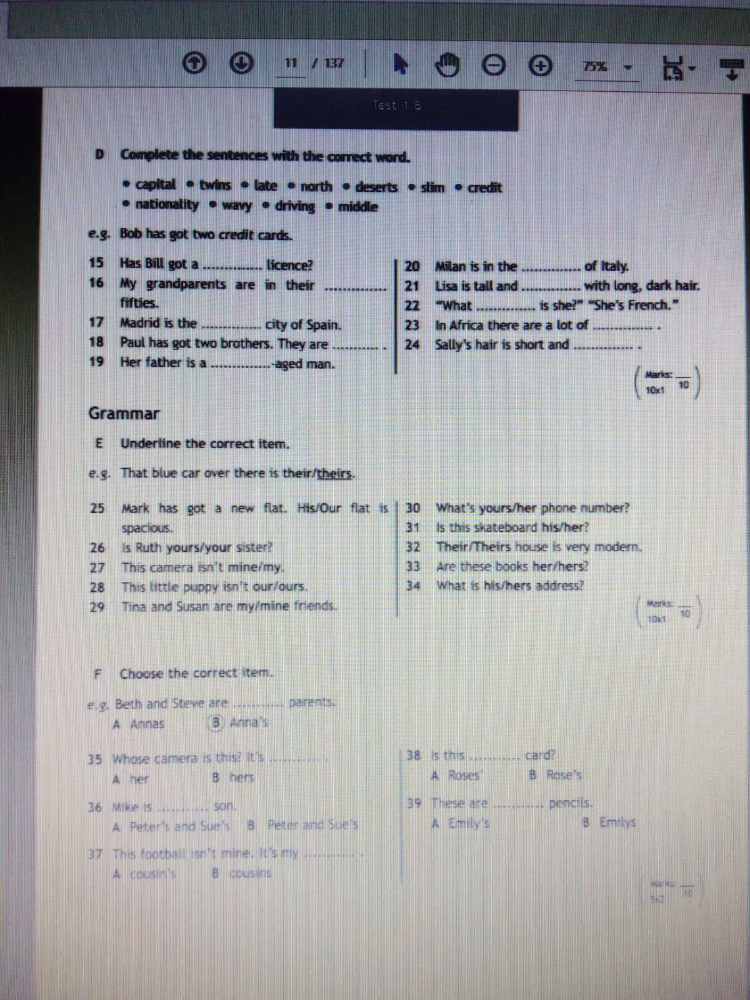 11 / 137
75%
Test 1 B
D Complete the sentences with the correct word.
• capital • twins • late • north • deserts • slim • credit
• nationality • wavy • driving • middle
e.g. Bob has got two credit cards.
15 Has Bill got a .............. licence?
16 My grandparents are in their ..............
fifties.
17 Madrid is the .............. city of Spain.
18 Paul has got two brothers. They are ........... .
19 Her father is a ..............-aged man.
20 Milan is in the .............. of Italy.
21 Lisa is tall and .............. with long, dark hair.
22 “What .............. is she?” “She’s French.”
23 In Africa there are a lot of .............. .
24 Sally’s hair is short and .............. .
Marks: __
10x1 10
Grammar
E Underline the correct item.
e.g. That blue car over there is their/theirs.
25 Mark has got a new flat. His/Our flat is
spacious.
26 Is Ruth yours/your sister?
27 This camera isn’t mine/my.
28 This little puppy isn’t our/ours.
29 Tina and Susan are my/mine friends.
30 What’s yours/her phone number?
31 Is this skateboard his/her?
32 Their/Theirs house is very modern.
33 Are these books her/hers?
34 What is his/hers address?
Marks: __
10x1 10
F Choose the correct item.
e.g. Beth and Steve are ........... parents.
A Annas B Anna’s
35 Whose camera is this? It’s ........... .
A her B hers
36 Mike is ........... son.
A Peter’s and Sue’s B Peter and Sue’s
37 This football isn’t mine. It’s my ........... .
A cousin’s B cousins
38 Is this ........... card?
A Roses’ B Rose’s
39 These are ........... pencils.
A Emily’s B Emilys
Marks: __
5x2 10